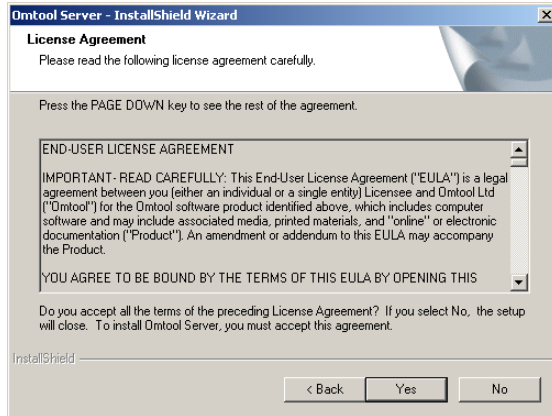 Omtool Server - InstallShield Wizard
License Agreement
Please read the following license agreement carefully.
Press the PAGE DOWN key to see the rest of the agreement.
END-USER LICENSE AGREEMENT
IMPORTANT- READ CAREFULLY: This End-User License Agreement ("EULA") is a legal
agreement between you (either an individual or a single entity) Licensee and Omtool Ltd
("Omtool") for the Omtool software product identified above, which includes computer
software and may include associated media, printed materials, and "online" or electronic
documentation ("Product"). An amendment or addendum to this EULA may accompany
the Product.
YOU AGREE TO BE BOUND BY THE TERMS OF THIS EULA BY OPENING THIS
Do you accept all the terms of the preceding License Agreement? If you select No, the setup
will close. To install Omtool Server, you must accept this agreement.
InstallShield
< Back Yes No